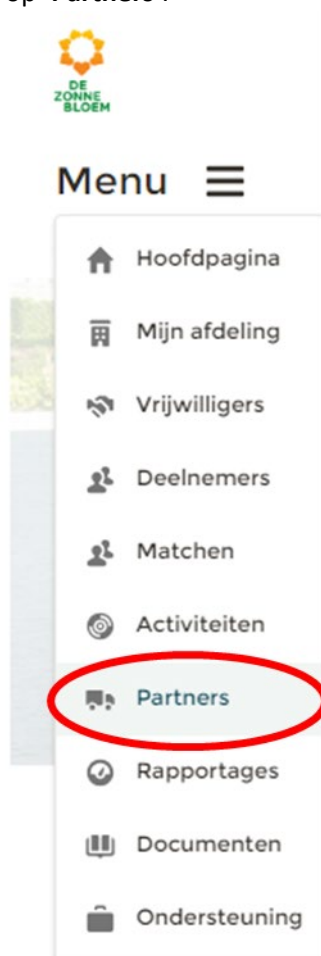 DE
ZONNE
BLOEM
Menu
Hoofdpagina
Mijn afdeling
Vrijwilligers
Deelnemers
Matchen
Activiteiten
Partners
Rapportages
Documenten
Ondersteuning